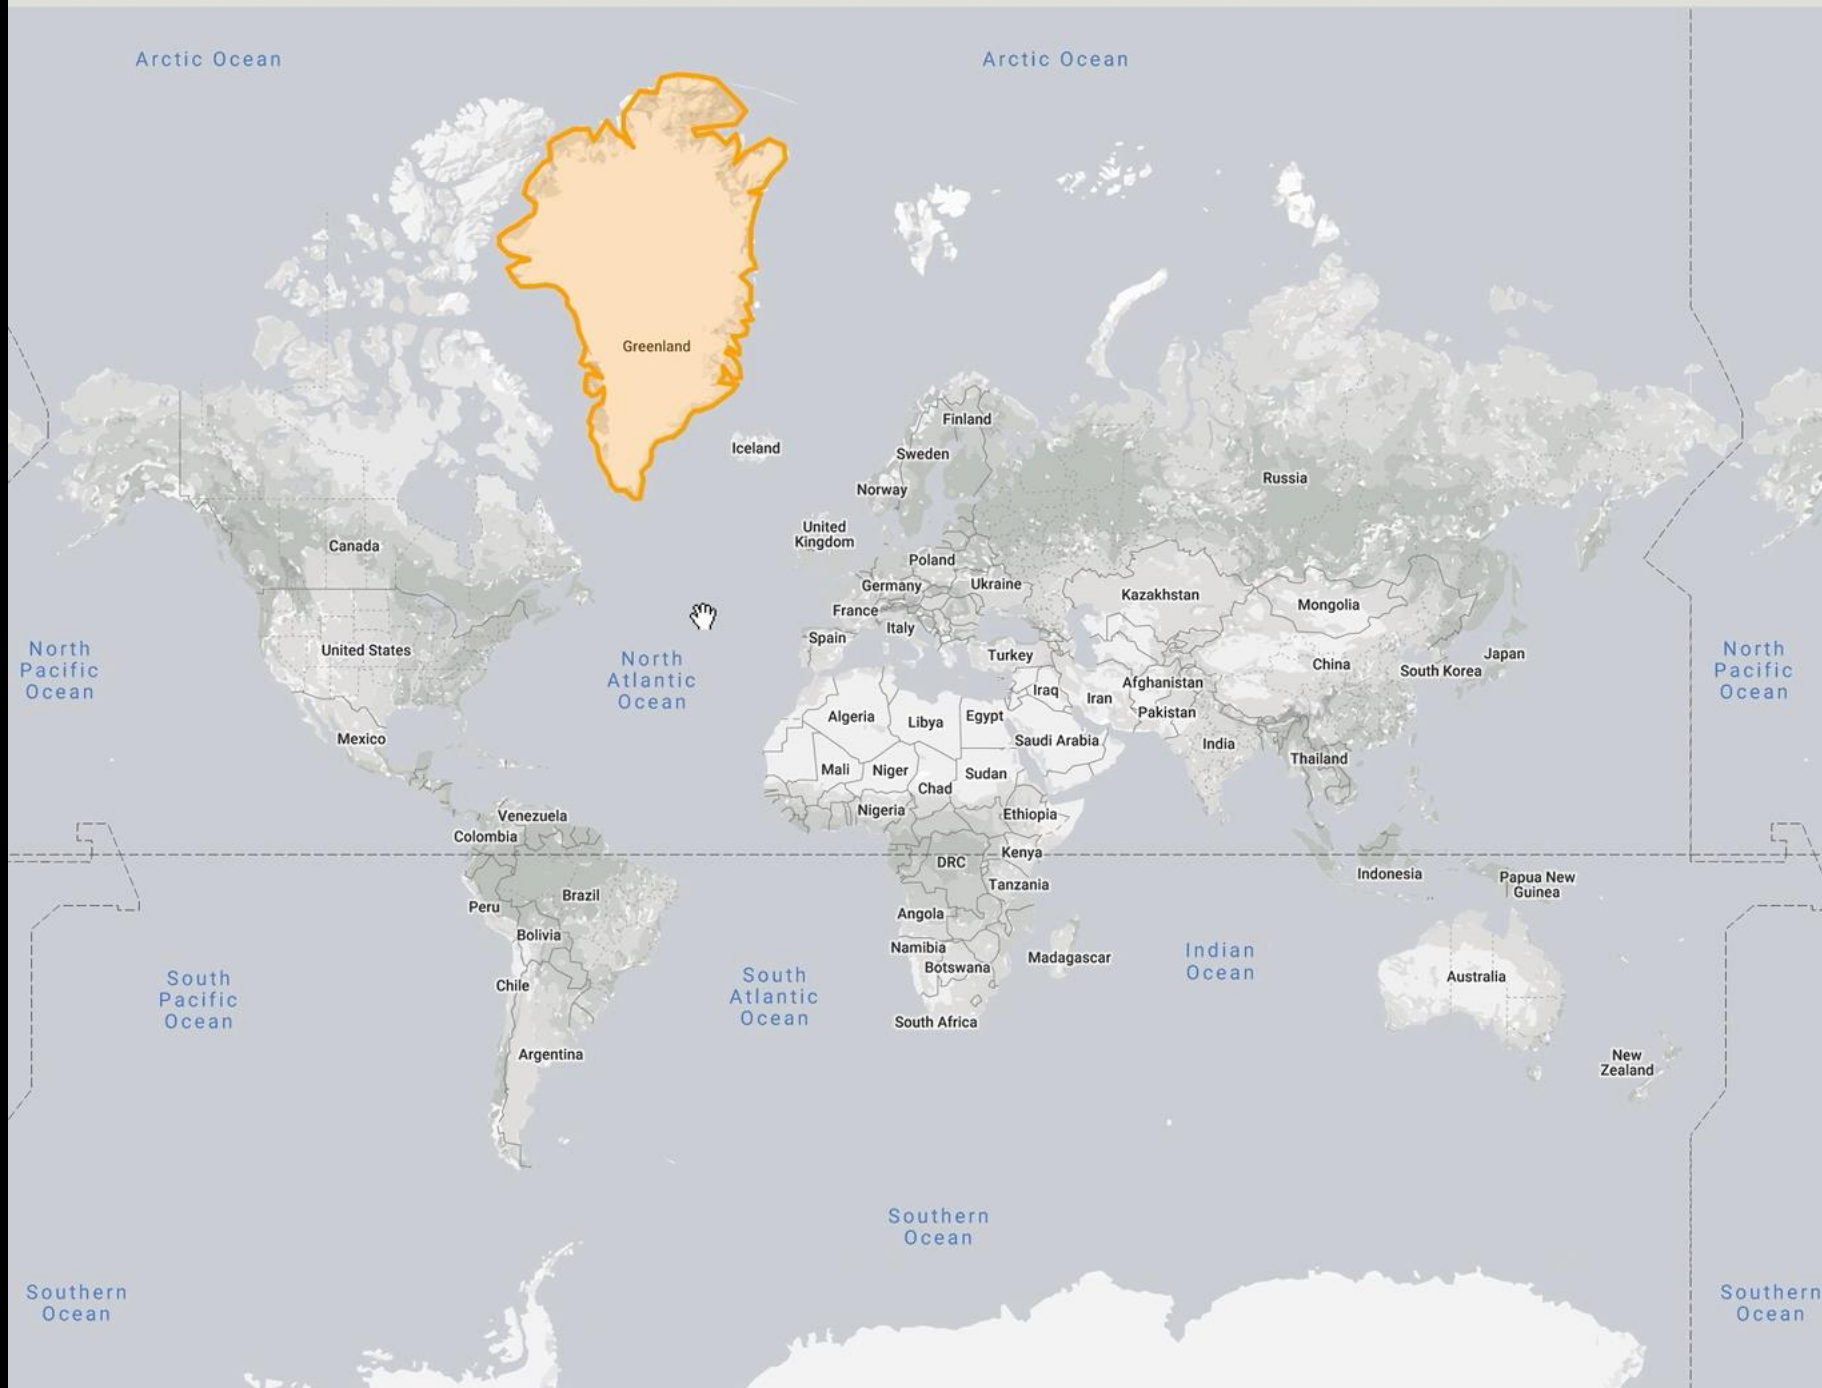 Arctic Ocean
Arctic Ocean
Greenland
Iceland
Finland
Sweden
Norway
Russia
United
Kingdom
Canada
Poland
Germany
Ukraine
Kazakhstan
France
Mongolia
Italy
Spain
United States
Turkey
China
Japan
South Korea
North
Pacific
Ocean
North
Atlantic
Ocean
North
Pacific
Ocean
Afghanistan
Iraq
Iran
Pakistan
Algeria
Libya
Egypt
Saudi Arabia
India
Mexico
Thailand
Mali
Niger
Sudan
Chad
Nigeria
Ethiopia
Venezuela
Colombia
Kenya
DRC
Indonesia
Papua New
Guinea
Tanzania
Brazil
Peru
Angola
Bolivia
Namibia
Botswana
Madagascar
Indian
Ocean
Australia
Chile
South
Pacific
Ocean
South
Atlantic
Ocean
South Africa
Argentina
New
Zealand
Southern
Ocean
Southern
Ocean
Southern
Ocean